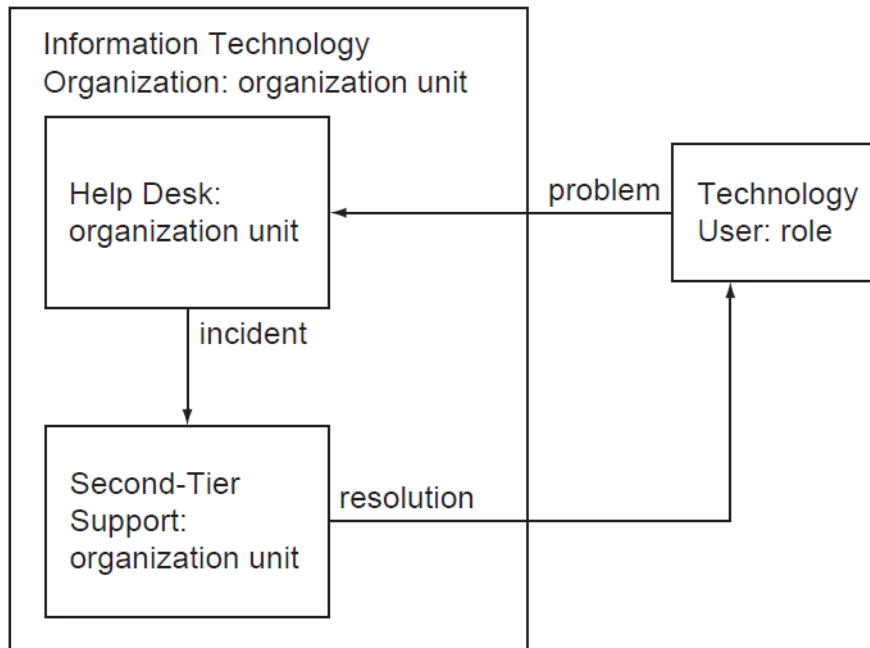 Information Technology
Organization: organization unit
Help Desk:
organization unit
problem
Technology
User: role
incident
Second-Tier
Support:
organization unit
resolution